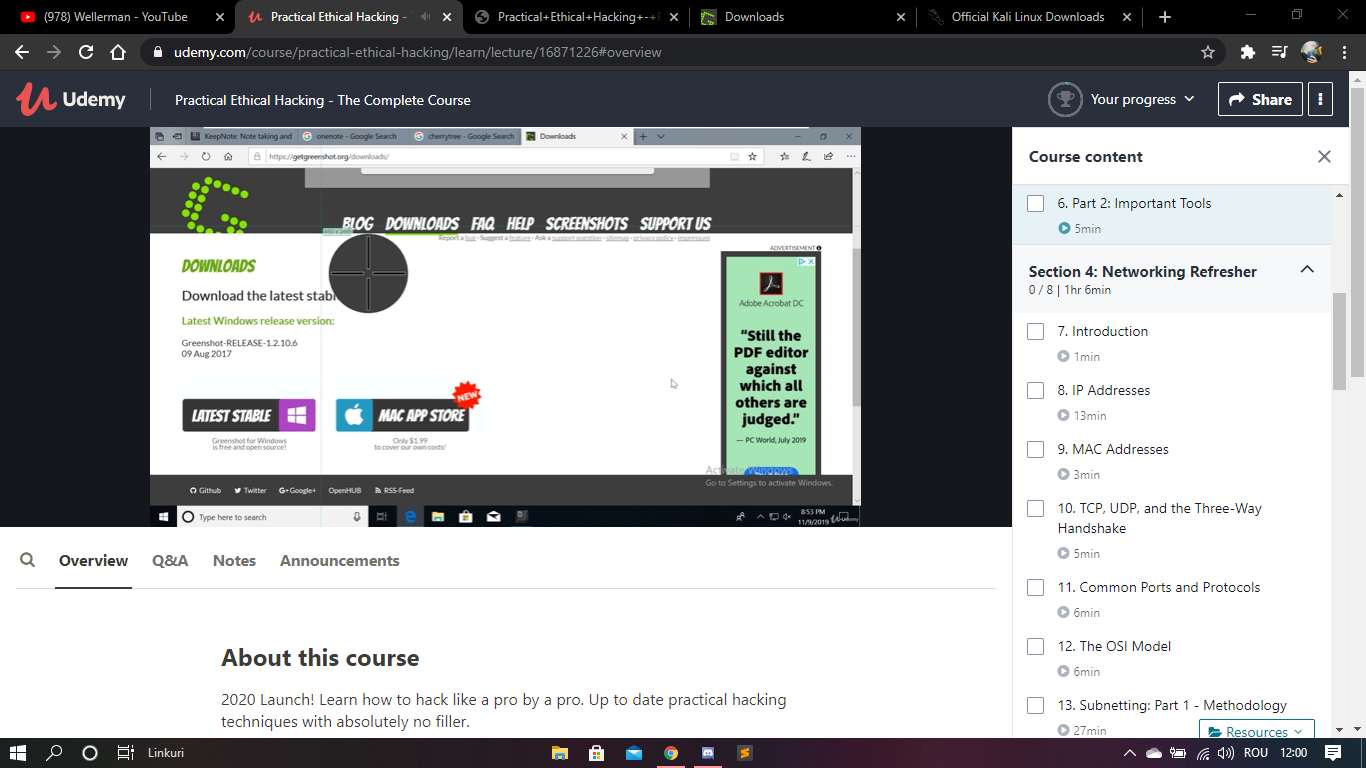 (978) Wellerman - YouTube
Practical Ethical Hacking -
Practical+Ethical+Hacking+-+
Downloads
Official Kali Linux Downloads
udemy.com/course/practical-ethical-hacking/learn/lecture/16871226#overview
Udemy
Practical Ethical Hacking - The Complete Course
Your progress
Share
KeepNote: Note taking and
onenote - Google Search
cherrytree - Google Search
Downloads
https://getgreenshot.org/downloads/
BLOG DOWNLOADS FAQ HELP SCREENSHOTS SUPPORT US
Report a bug - Suggest a feature - Ask a support question - sitemap - privacy policy - impressum
ADVERTISEMENT
DOWNLOADS
Download the latest stabl
Latest Windows release version:
Greenshot-RELEASE-1.2.10.6
09 Aug 2017
LATEST STABLE
Greenshot for Windows
is free and open source!
MAC APP STORE
NEW
Only $1,99
to cover our own costs!
Adobe Acrobat DC
“Still the
PDF editor
against
which all
others are
judged.”
— PC World, July 2019
Activate Windows
Go to Settings to activate Windows.
Github
Twitter
G+Google+
OpenHUB
RSS-Feed
Type here to search
8:53 PM
11/9/2019
Udemy
Course content
6. Part 2: Important Tools
5min
Section 4: Networking Refresher
0 / 8 | 1hr 6min
7. Introduction
1min
8. IP Addresses
13min
9. MAC Addresses
3min
10. TCP, UDP, and the Three-Way
Handshake
5min
11. Common Ports and Protocols
6min
12. The OSI Model
6min
13. Subnetting: Part 1 - Methodology
27min
Resources
Overview
Q&A
Notes
Announcements
About this course
2020 Launch! Learn how to hack like a pro by a pro. Up to date practical hacking
techniques with absolutely no filler.
Linkuri
ROU
12:00